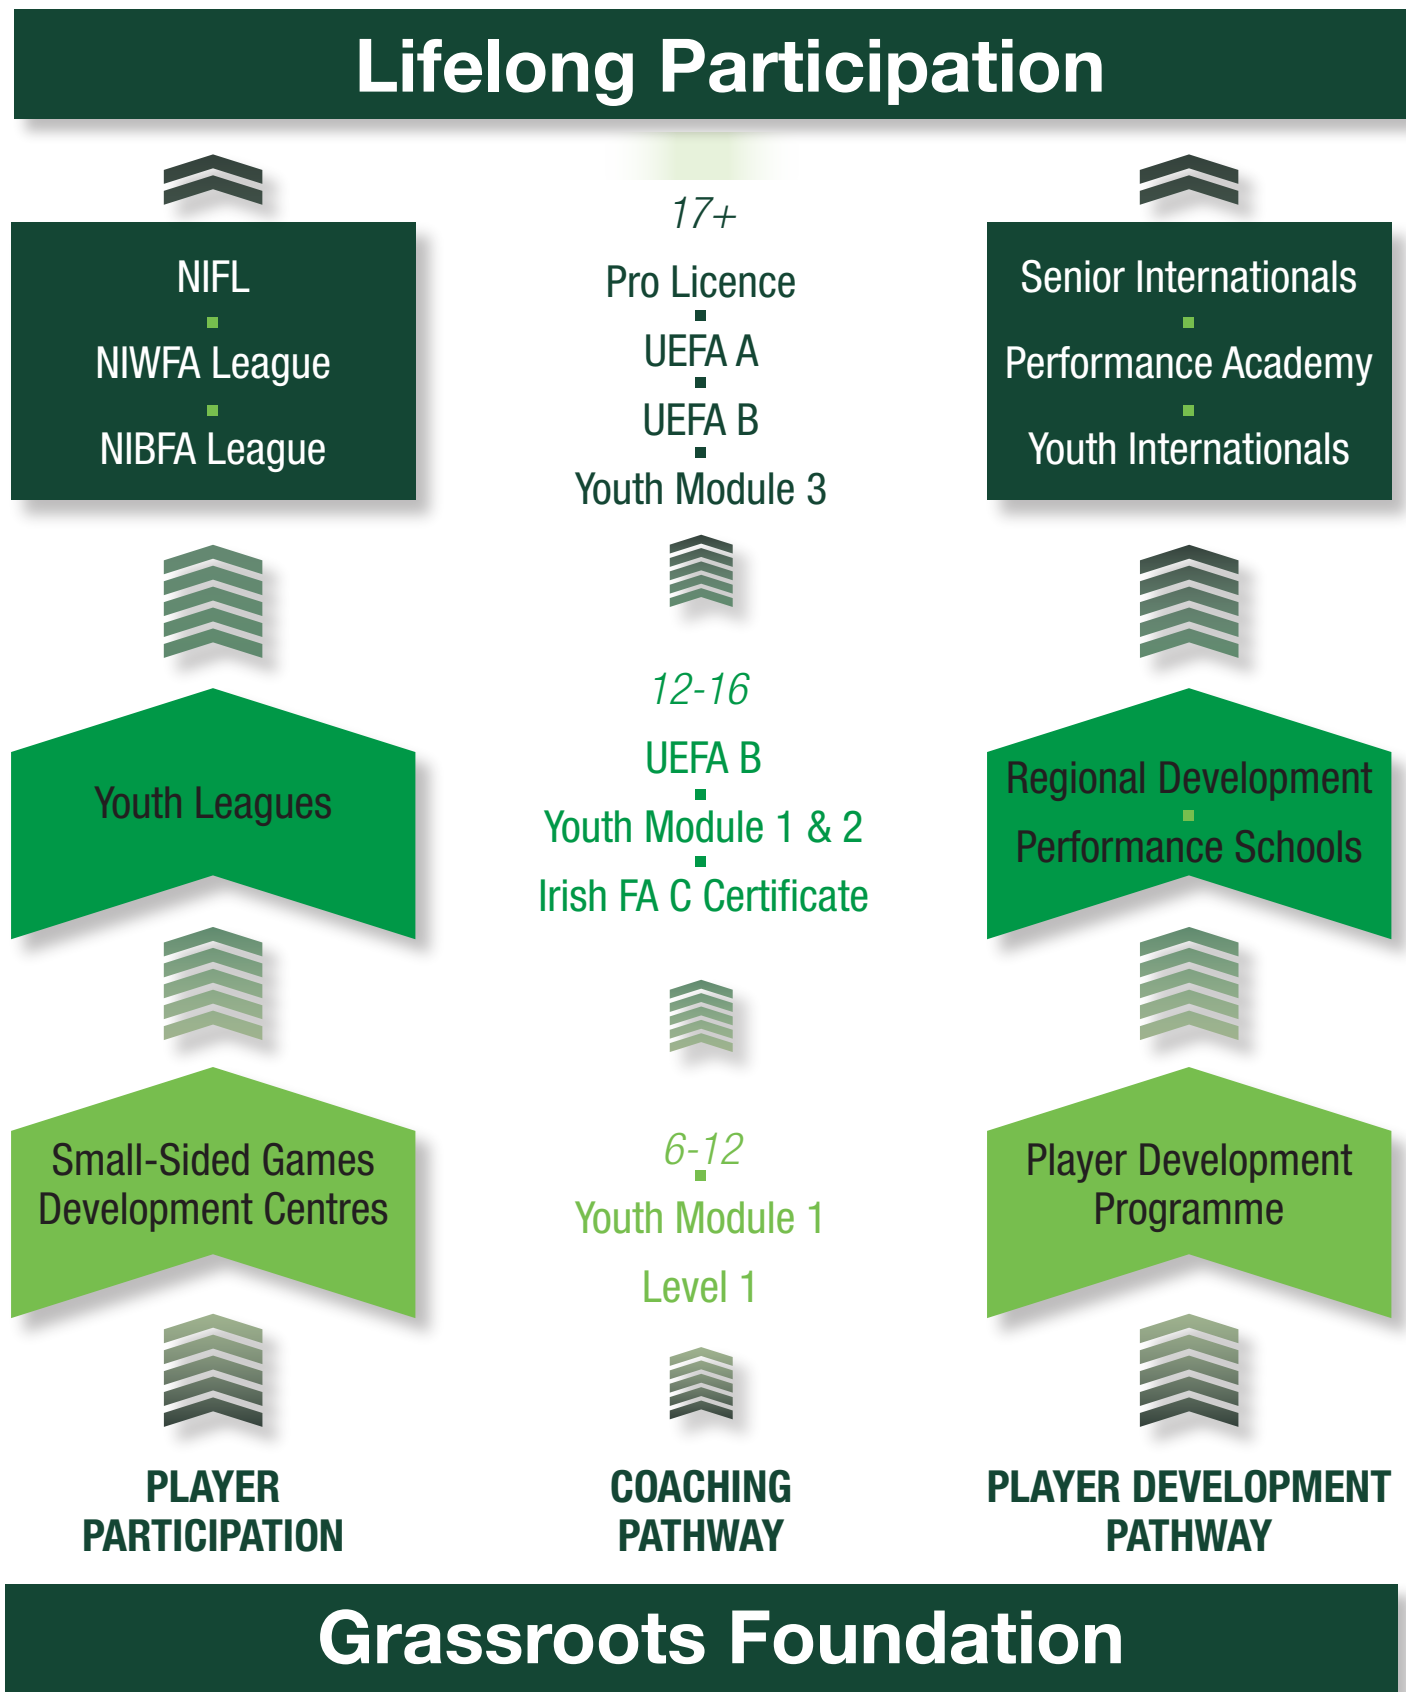 Lifelong Participation
NIFL
NIWFA League
NIBFA League
17+
Pro Licence
UEFA A
UEFA B
Youth Module 3
Senior Internationals
Performance Academy
Youth Internationals
Youth Leagues
12-16
UEFA B
Youth Module 1 & 2
Irish FA C Certificate
Regional Development
Performance Schools
Small-Sided Games
Development Centres
6-12
Youth Module 1
Level 1
Player Development
Programme
PLAYER
PARTICIPATION
COACHING
PATHWAY
PLAYER DEVELOPMENT
PATHWAY
Grassroots Foundation